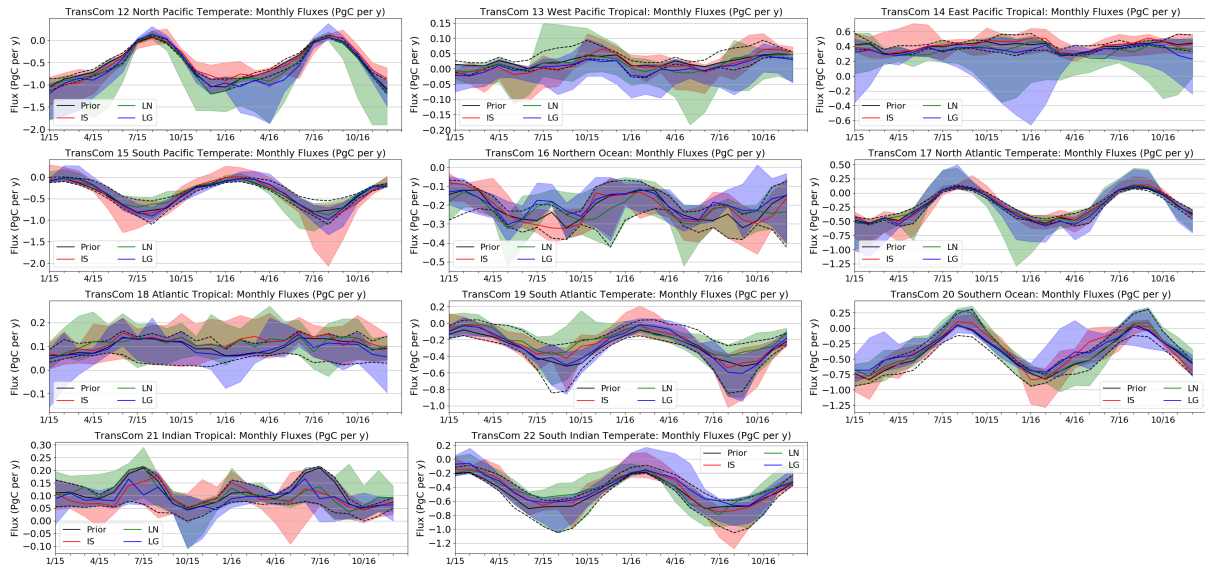 TransCom 12 North Pacific Temperate: Monthly Fluxes (PgC per y)
Flux (PgC per y)
0.0
−0.5
−1.0
−1.5
−2.0
Prior
IS
LN
LG
1/15 4/15 7/15 10/15 1/16 4/16 7/16 10/16
TransCom 13 West Pacific Tropical: Monthly Fluxes (PgC per y)
Flux (PgC per y)
0.15
0.10
0.05
0.00
−0.05
−0.10
−0.15
−0.20
Prior
IS
LN
LG
1/15 4/15 7/15 10/15 1/16 4/16 7/16 10/16
TransCom 14 East Pacific Tropical: Monthly Fluxes (PgC per y)
Flux (PgC per y)
0.6
0.4
0.2
0.0
−0.2
−0.4
−0.6
Prior
IS
LN
LG
1/15 4/15 7/15 10/15 1/16 4/16 7/16 10/16
TransCom 15 South Pacific Temperate: Monthly Fluxes (PgC per y)
Flux (PgC per y)
0.0
−0.5
−1.0
−1.5
−2.0
Prior
IS
LN
LG
1/15 4/15 7/15 10/15 1/16 4/16 7/16 10/16
TransCom 16 Northern Ocean: Monthly Fluxes (PgC per y)
Flux (PgC per y)
−0.1
−0.2
−0.3
−0.4
−0.5
Prior
IS
LN
LG
1/15 4/15 7/15 10/15 1/16 4/16 7/16 10/16
TransCom 17 North Atlantic Temperate: Monthly Fluxes (PgC per y)
Flux (PgC per y)
0.50
0.25
0.00
−0.25
−0.50
−0.75
−1.00
−1.25
Prior
IS
LN
LG
1/15 4/15 7/15 10/15 1/16 4/16 7/16 10/16
TransCom 18 Atlantic Tropical: Monthly Fluxes (PgC per y)
Flux (PgC per y)
0.2
0.1
0.0
−0.1
Prior
IS
LN
LG
1/15 4/15 7/15 10/15 1/16 4/16 7/16 10/16
TransCom 19 South Atlantic Temperate: Monthly Fluxes (PgC per y)
Flux (PgC per y)
0.2
0.0
−0.2
−0.4
−0.6
−0.8
−1.0
Prior
IS
LN
LG
1/15 4/15 7/15 10/15 1/16 4/16 7/16 10/16
TransCom 20 Southern Ocean: Monthly Fluxes (PgC per y)
Flux (PgC per y)
0.25
0.00
−0.25
−0.50
−0.75
−1.00
−1.25
Prior
IS
LN
LG
1/15 4/15 7/15 10/15 1/16 4/16 7/16 10/16
TransCom 21 Indian Tropical: Monthly Fluxes (PgC per y)
Flux (PgC per y)
0.30
0.25
0.20
0.15
0.10
0.05
0.00
−0.05
−0.10
Prior
IS
LN
LG
1/15 4/15 7/15 10/15 1/16 4/16 7/16 10/16
TransCom 22 South Indian Temperate: Monthly Fluxes (PgC per y)
Flux (PgC per y)
0.2
0.0
−0.2
−0.4
−0.6
−0.8
−1.0
−1.2
Prior
IS
LN
LG
1/15 4/15 7/15 10/15 1/16 4/16 7/16 10/16